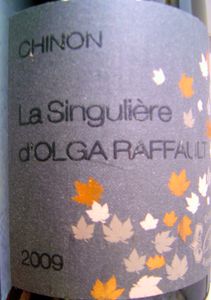 CHINON
La Singulière
d'OLGA RAFFAULT
2009